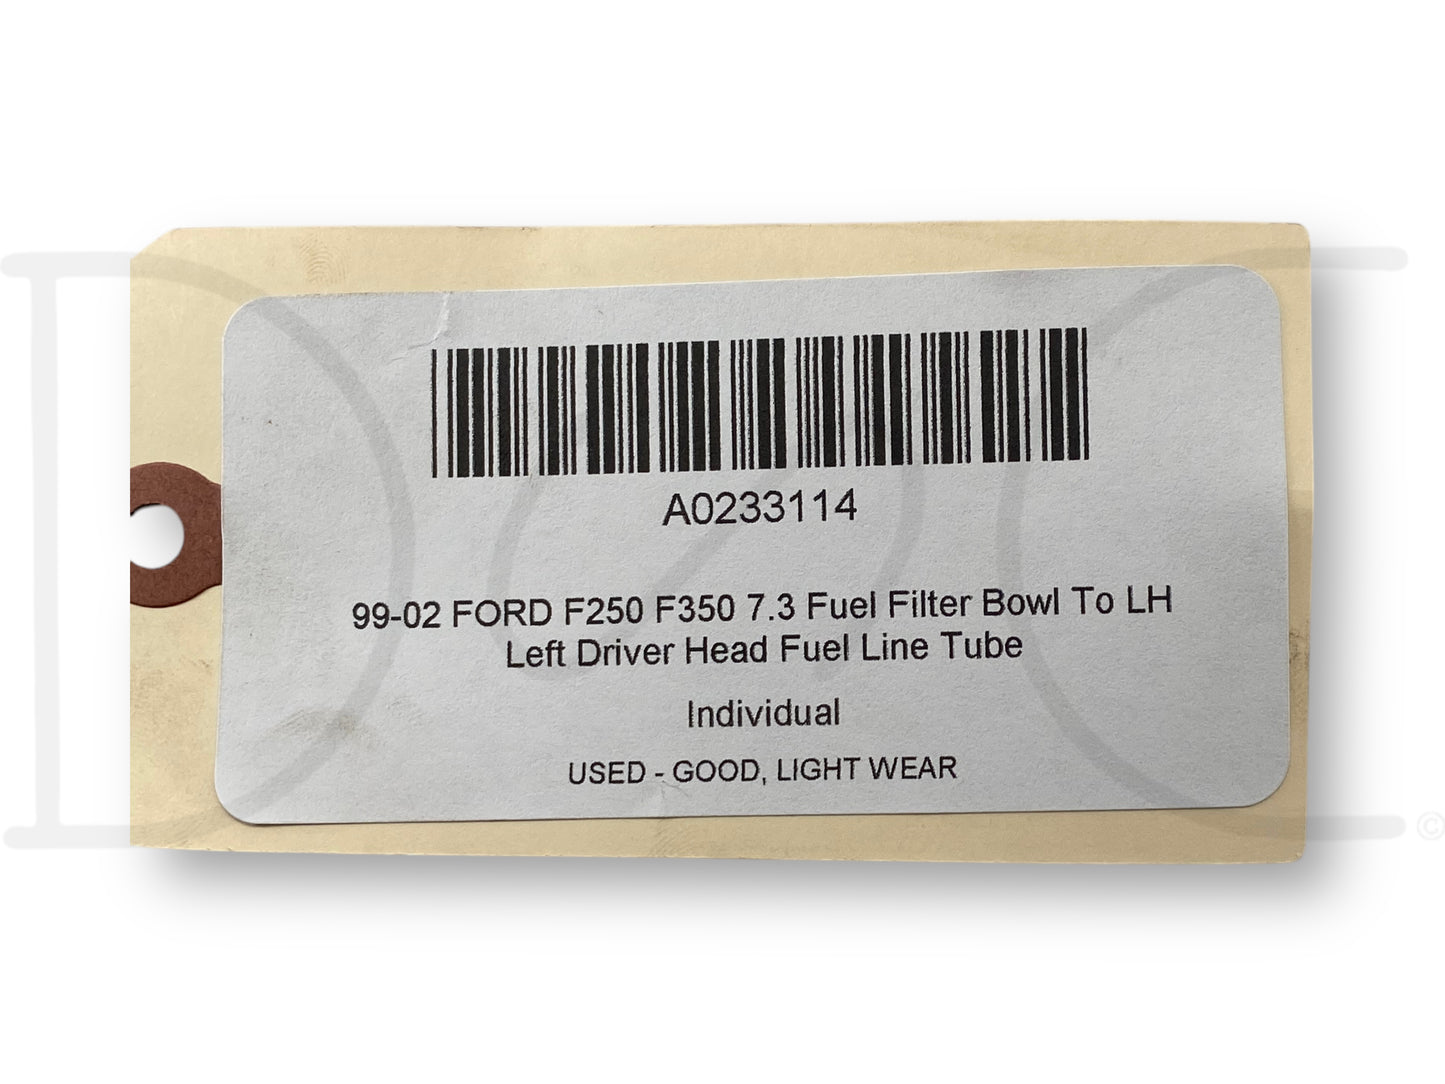 A0233114
99-02 FORD F250 F350 7.3 Fuel Filter Bowl To LH
Left Driver Head Fuel Line Tube
Individual
USED - GOOD, LIGHT WEAR
©